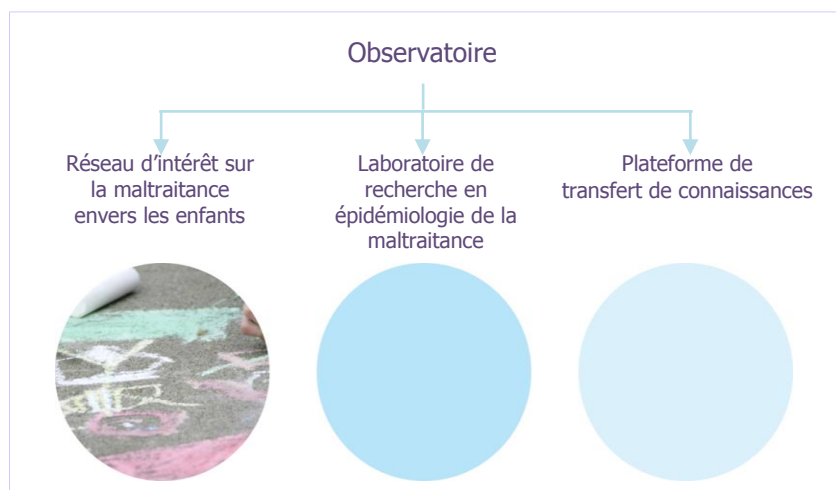 Observatoire
Réseau d’intérêt sur
la maltraitance
envers les enfants
Laboratoire de
recherche en
épidémiologie de la
maltraitance
Plateforme de
transfert de connaissances